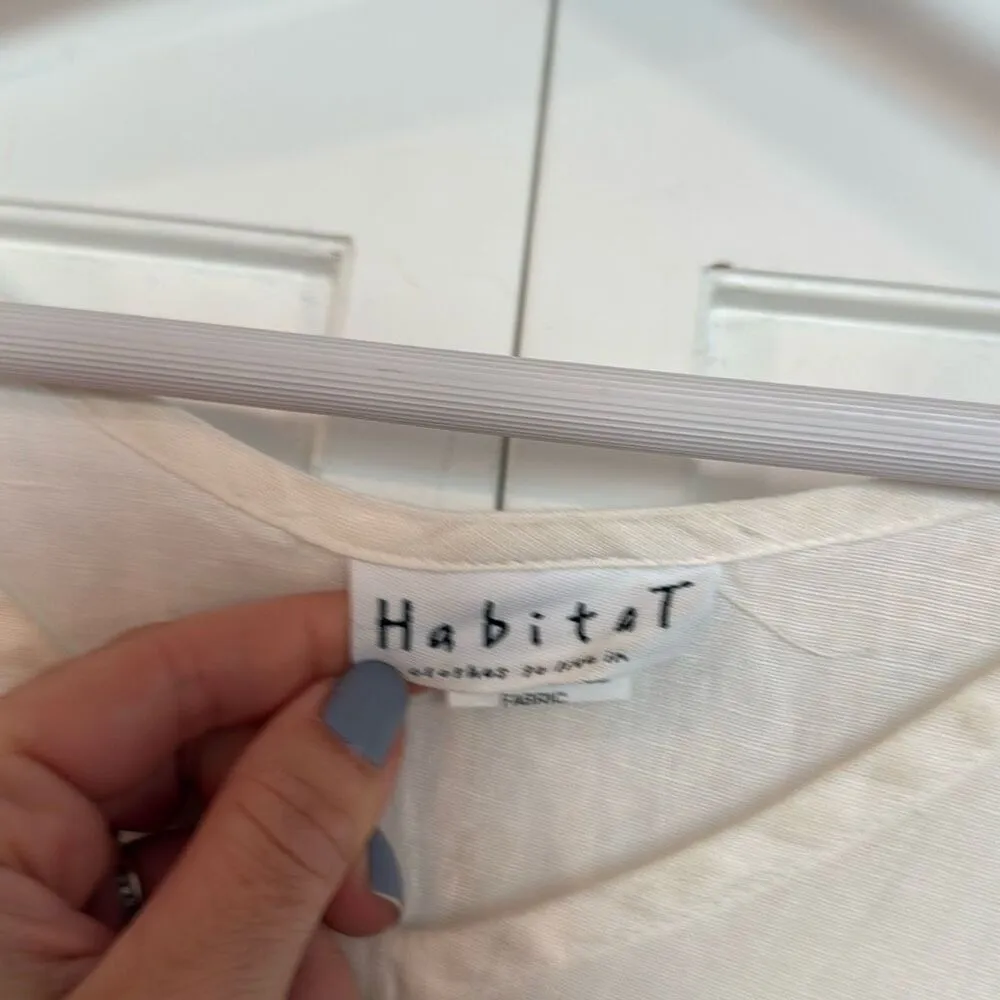 HabitaT
clothes to live in
FABRIC